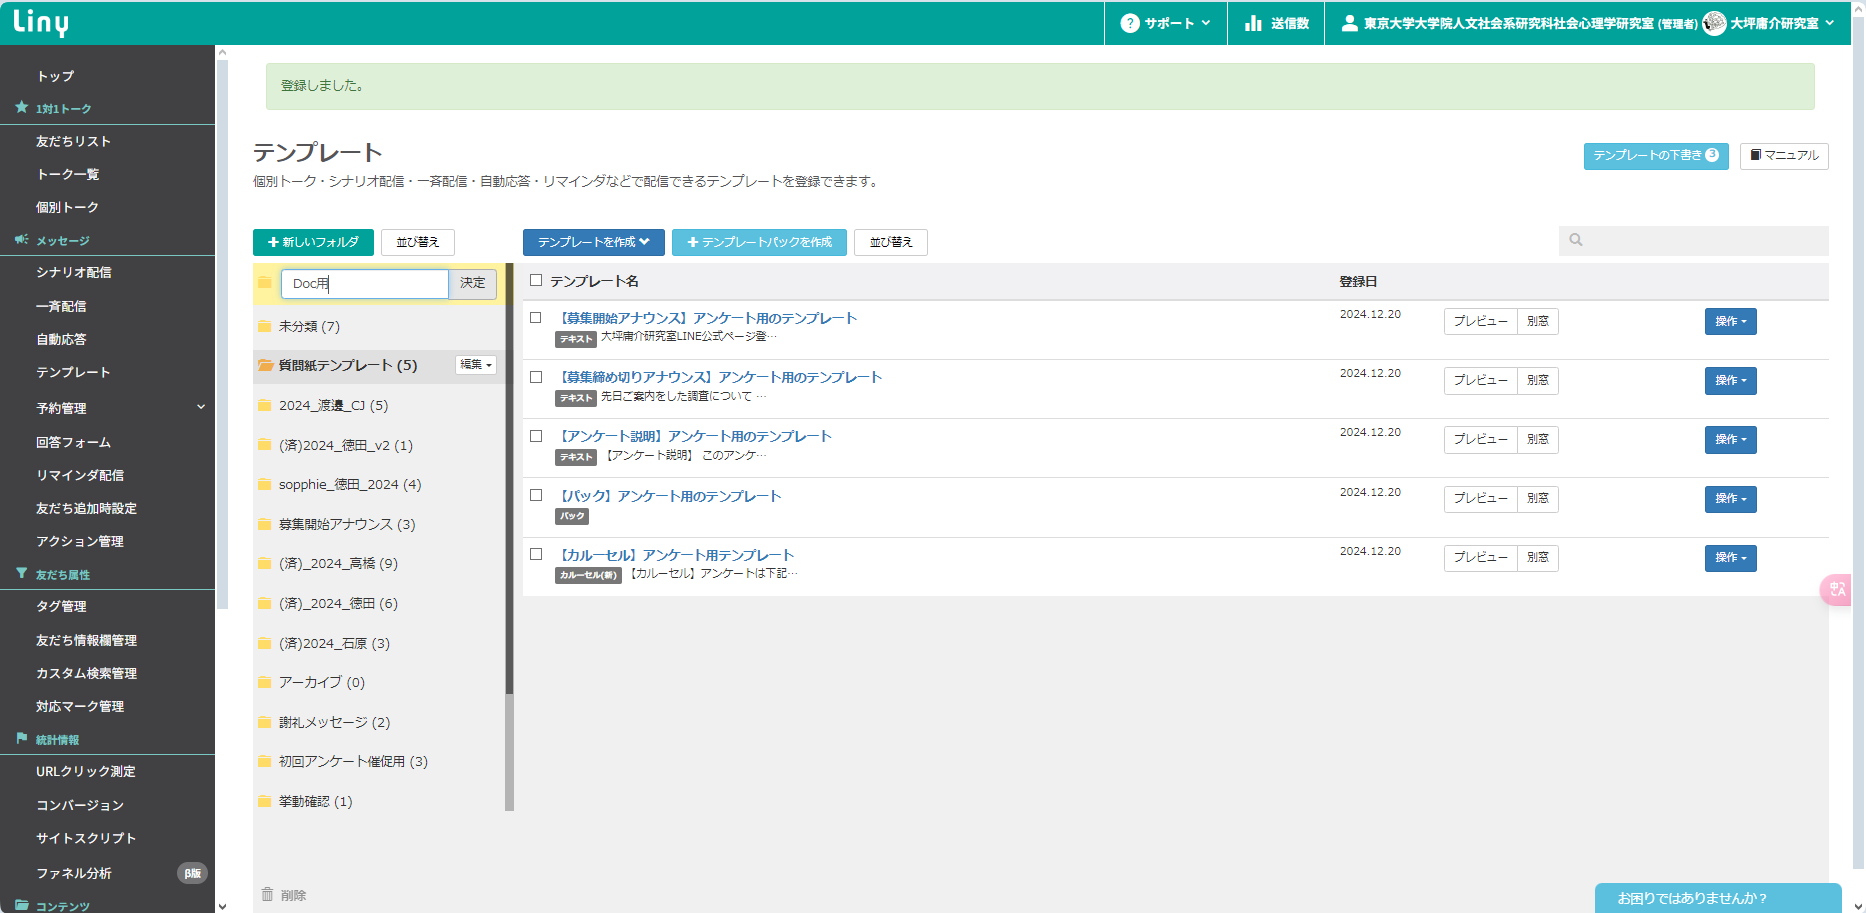 Liny
? サポート
送信数
東京大学大学院人文社会系研究科社会心理学研究室 (管理者) 大坪庸介研究室
トップ
1対1トーク
友だちリスト
トーク一覧
個別トーク
メッセージ
シナリオ配信
一斉配信
自動応答
テンプレート
予約管理
回答フォーム
リマインダ配信
友だち追加時設定
アクション管理
友だち属性
タグ管理
友だち情報欄管理
カスタム検索管理
対応マーク管理
統計情報
URLクリック測定
コンバージョン
サイトスクリプト
ファネル分析 β版
コンテンツ
登録しました。
テンプレート
個別トーク・シナリオ配信・一斉配信・自動応答・リマインダなどで配信できるテンプレートを登録できます。
テンプレートの下書き 3
マニュアル
+ 新しいフォルダ
並び替え
テンプレートを作成
+ テンプレートパックを作成
並び替え
Doc用 決定
未分類 (7)
質問紙テンプレート (5) 編集
2024_渡邊_CJ (5)
(済)2024_徳田_v2 (1)
sopphie_徳田_2024 (4)
募集開始アナウンス (3)
(済)_2024_高橋 (9)
(済)_2024_徳田 (6)
(済)2024_石原 (3)
アーカイブ (0)
謝礼メッセージ (2)
初回アンケート催促用 (3)
挙動確認 (1)
削除
テンプレート名 登録日
【募集開始アナウンス】アンケート用のテンプレート 2024.12.20 プレビュー 別窓 操作
テキスト 大坪庸介研究室LINE公式ページ登…
【募集締め切りアナウンス】アンケート用のテンプレート 2024.12.20 プレビュー 別窓 操作
テキスト 先日ご案内をした調査について …
【アンケート説明】アンケート用のテンプレート 2024.12.20 プレビュー 別窓 操作
テキスト 【アンケート説明】 このアンケ…
【パック】アンケート用のテンプレート 2024.12.20 プレビュー 別窓 操作
パック
【カルーセル】アンケート用テンプレート 2024.12.20 プレビュー 別窓 操作
カルーセル(新) 【カルーセル】アンケートは下記…
お困りではありませんか？